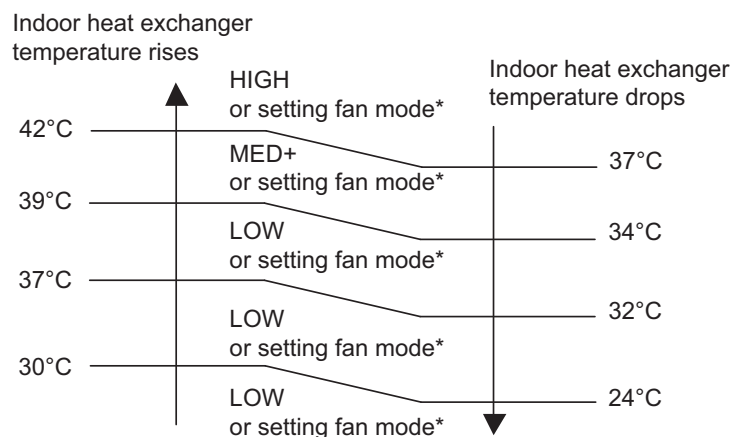 Indoor heat exchanger
temperature rises
Indoor heat exchanger
temperature drops
HIGH
or setting fan mode*
42°C
37°C
MED+
or setting fan mode*
39°C
34°C
LOW
or setting fan mode*
37°C
32°C
LOW
or setting fan mode*
30°C
24°C
LOW
or setting fan mode*